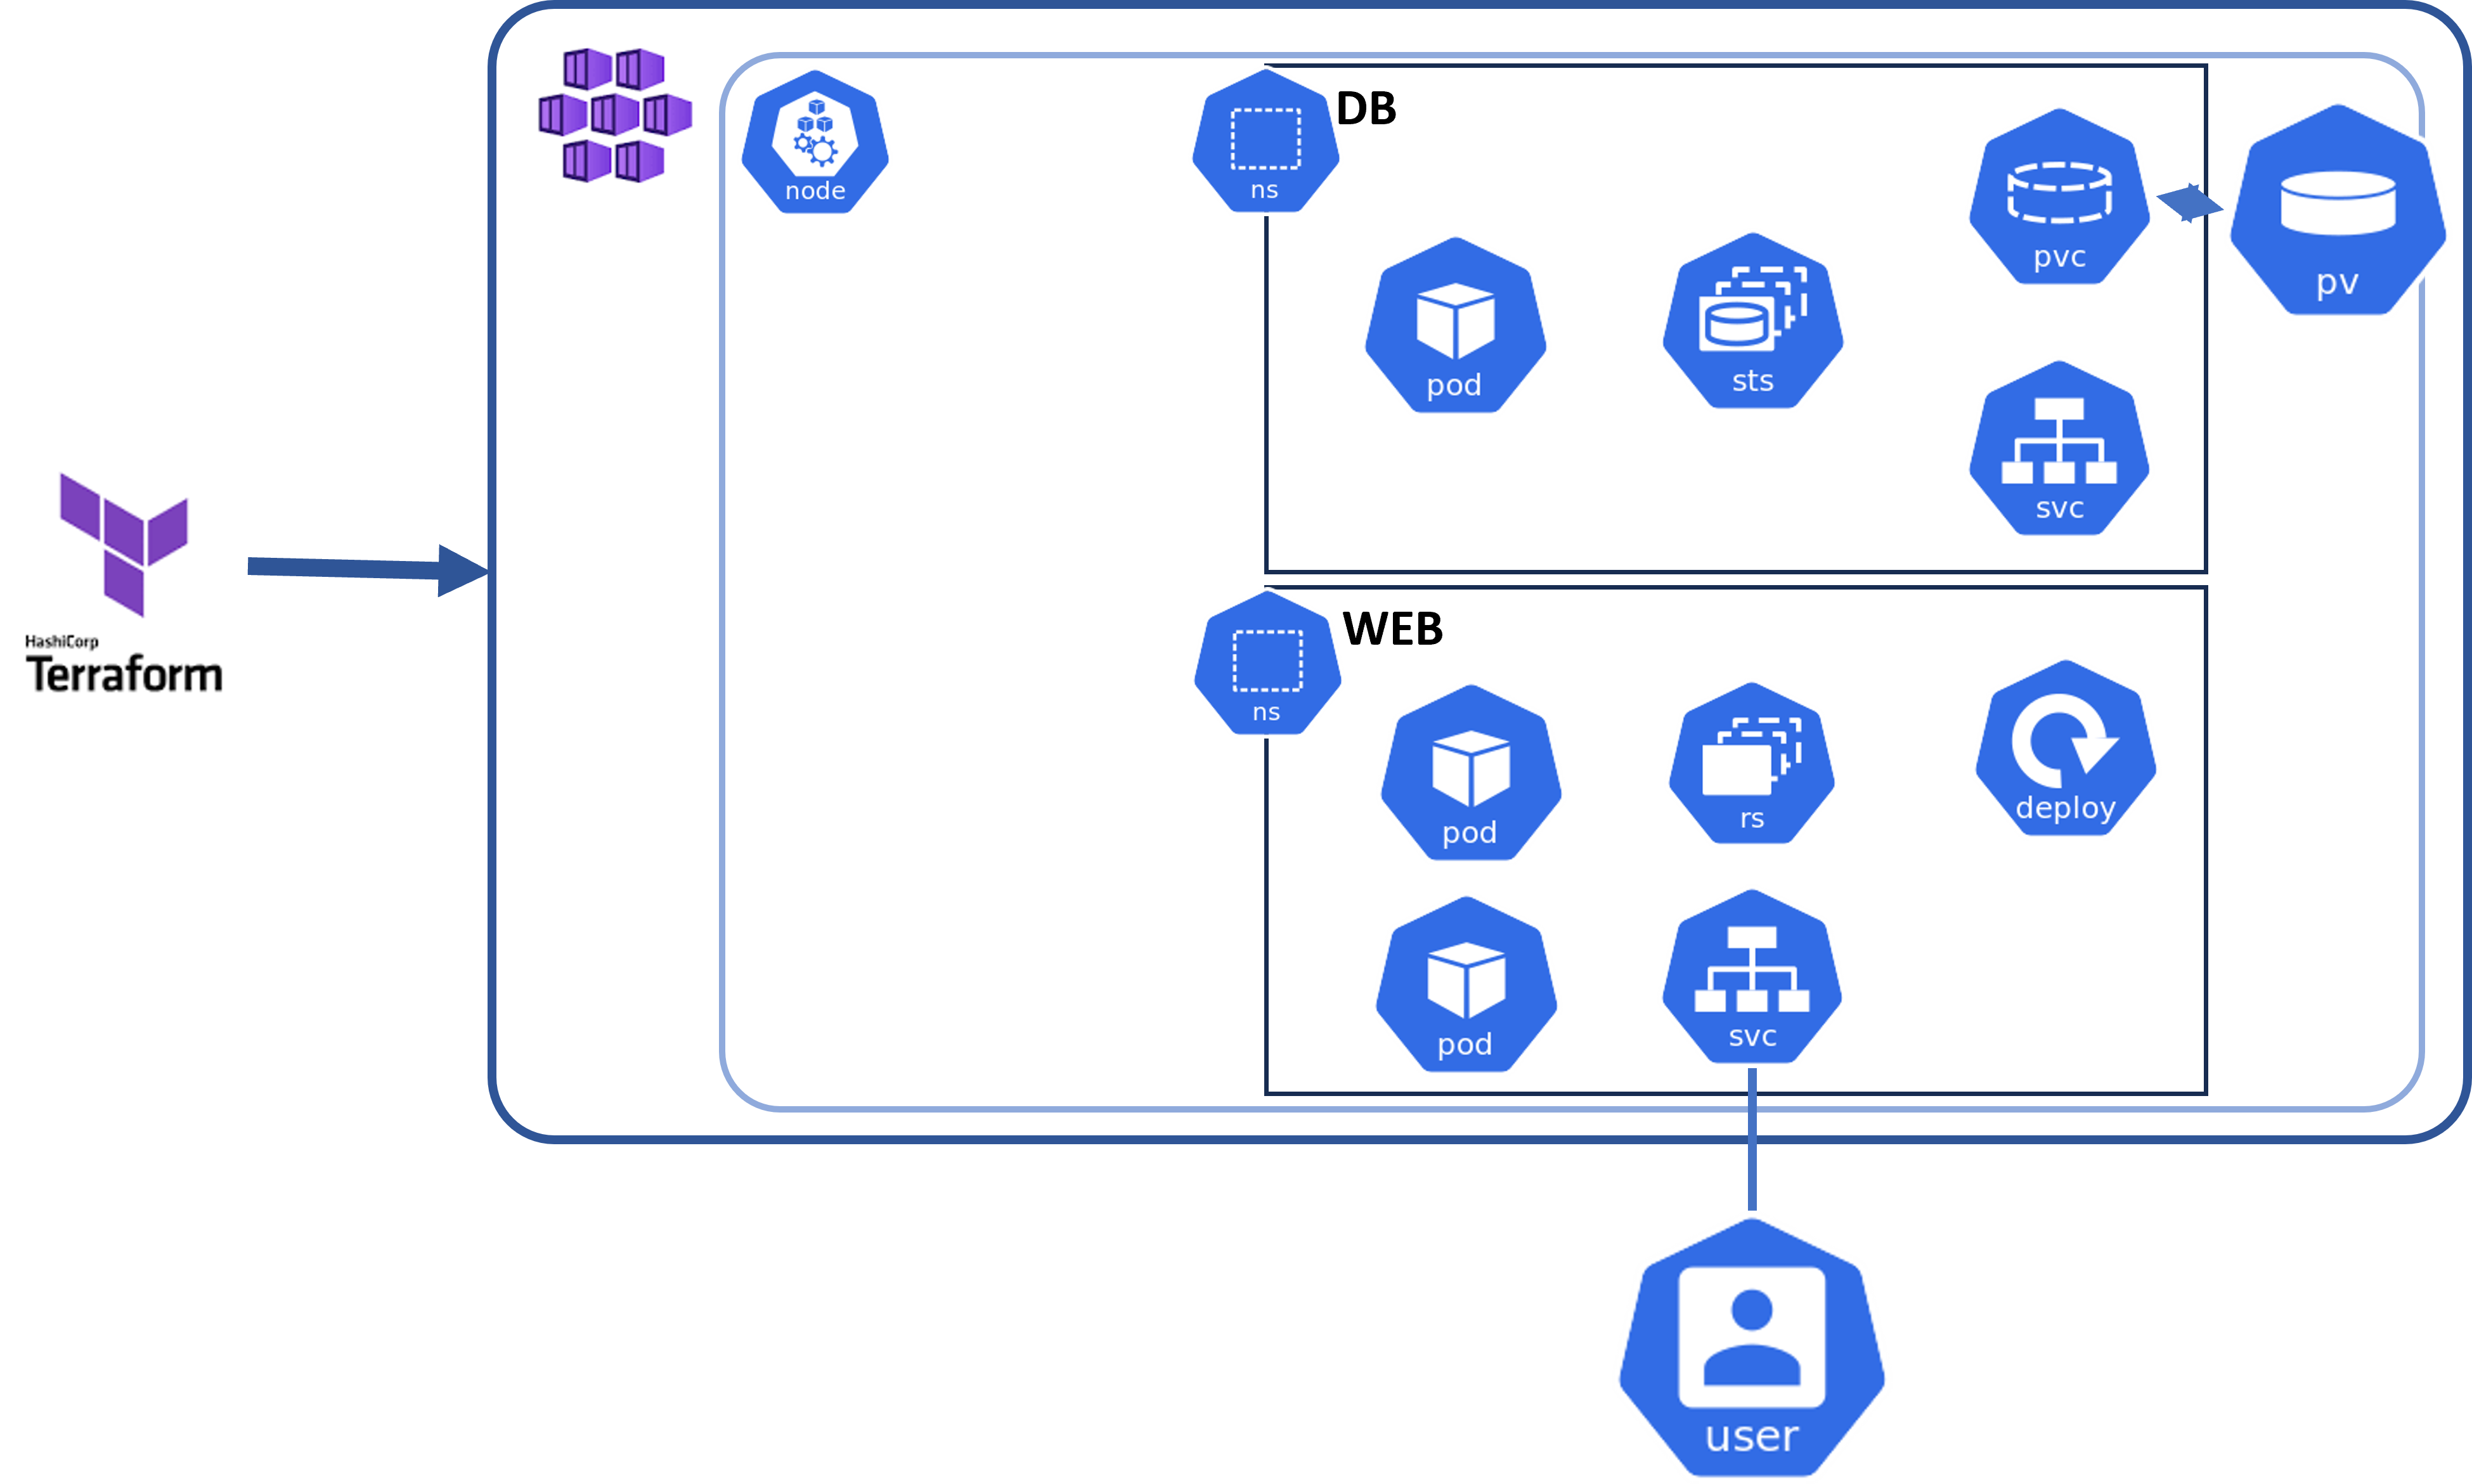 node
ns
DB
pvc
pv
pod
sts
svc
HashiCorp
Terraform
ns
WEB
pod
rs
deploy
pod
svc
user